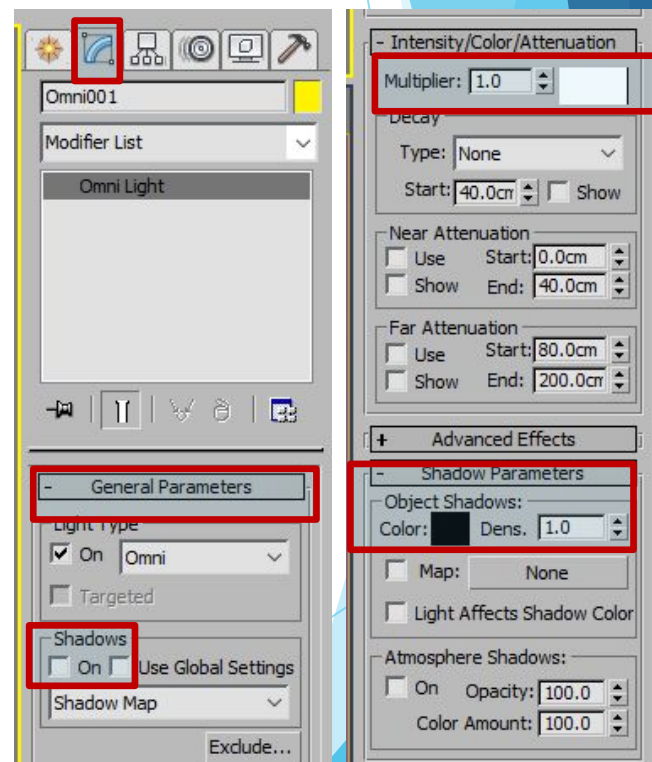 Omni001
Modifier List
Omni Light
- General Parameters
Light Type
On Omni
Targeted
Shadows
On Use Global Settings
Shadow Map
Exclude...
- Intensity/Color/Attenuation
Multiplier: 1.0
Decay
Type: None
Start: 40.0cm Show
Near Attenuation
Use Start: 0.0cm
Show End: 40.0cm
Far Attenuation
Use Start: 80.0cm
Show End: 200.0cm
+ Advanced Effects
- Shadow Parameters
Object Shadows:
Color: Dens. 1.0
Map: None
Light Affects Shadow Color
Atmosphere Shadows:
On Opacity: 100.0
Color Amount: 100.0